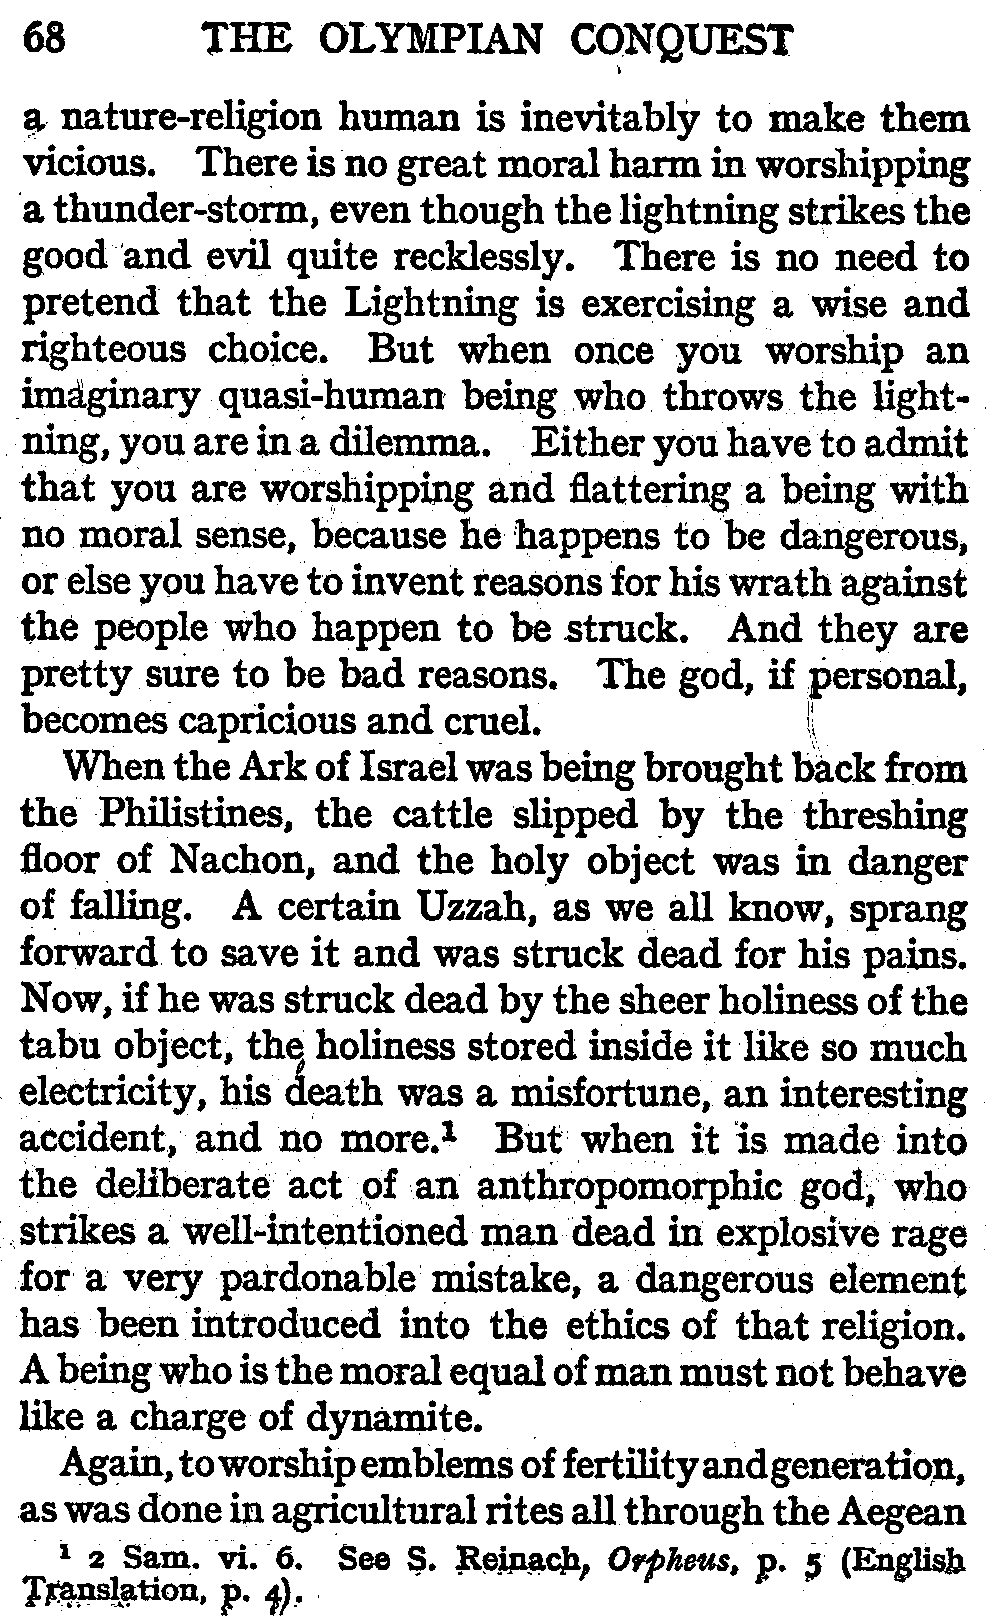 68 THE OLYMPIAN CONQUEST
a nature-religion human is inevitably to make them
vicious. There is no great moral harm in worshipping
a thunder-storm, even though the lightning strikes the
good and evil quite recklessly. There is no need to
pretend that the Lightning is exercising a wise and
righteous choice. But when once you worship an
imaginary quasi-human being who throws the light-
ning, you are in a dilemma. Either you have to admit
that you are worshipping and flattering a being with
no moral sense, because he happens to be dangerous,
or else you have to invent reasons for his wrath against
the people who happen to be struck. And they are
pretty sure to be bad reasons. The god, if personal,
becomes capricious and cruel.
When the Ark of Israel was being brought back from
the Philistines, the cattle slipped by the threshing
floor of Nachon, and the holy object was in danger
of falling. A certain Uzzah, as we all know, sprang
forward to save it and was struck dead for his pains.
Now, if he was struck dead by the sheer holiness of the
tabu object, the holiness stored inside it like so much
electricity, his death was a misfortune, an interesting
accident, and no more.¹ But when it is made into
the deliberate act of an anthropomorphic god, who
strikes a well-intentioned man dead in explosive rage
for a very pardonable mistake, a dangerous element
has been introduced into the ethics of that religion.
A being who is the moral equal of man must not behave
like a charge of dynamite.
Again, to worship emblems of fertility and generation,
as was done in agricultural rites all through the Aegean
¹ 2 Sam. vi. 6. See S. Reinach, Orpheus, p. 5 (English
Translation, p. 4).